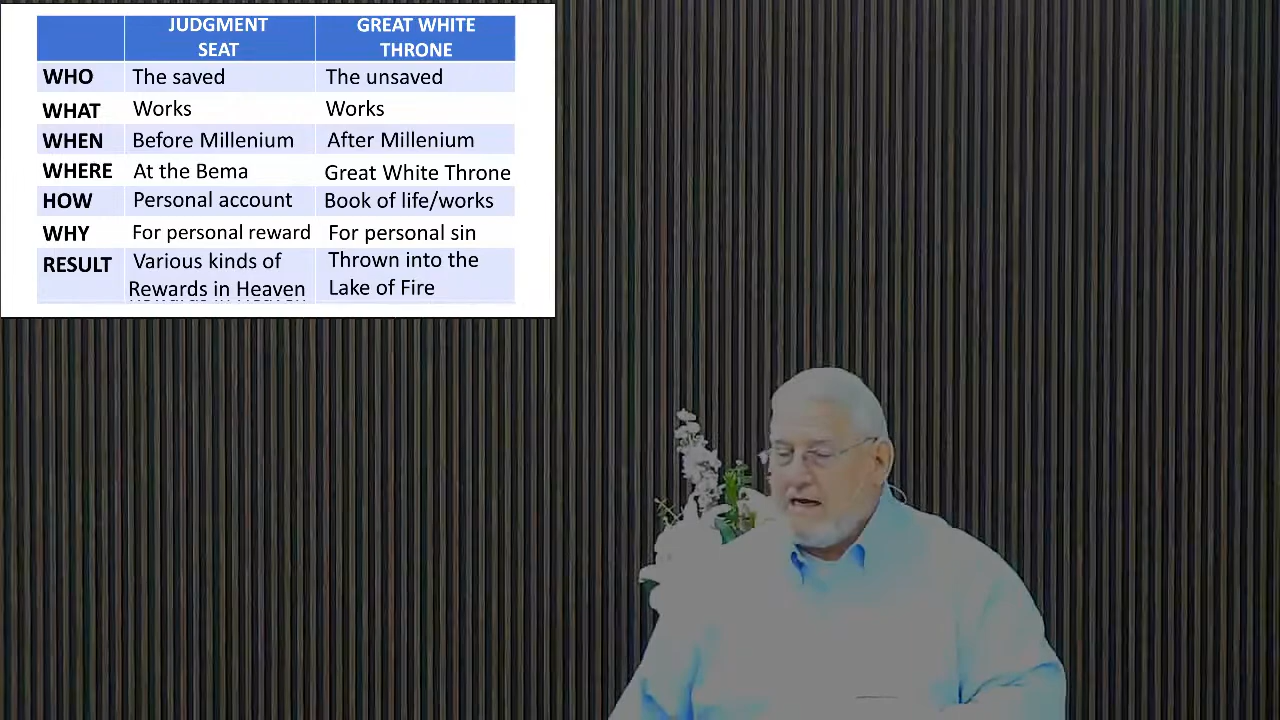 JUDGMENT SEAT GREAT WHITE THRONE
WHO The saved The unsaved
WHAT Works Works
WHEN Before Millenium After Millenium
WHERE At the Bema Great White Throne
HOW Personal account Book of life/works
WHY For personal reward For personal sin
RESULT Various kinds of Thrown into the
Rewards in Heaven Lake of Fire